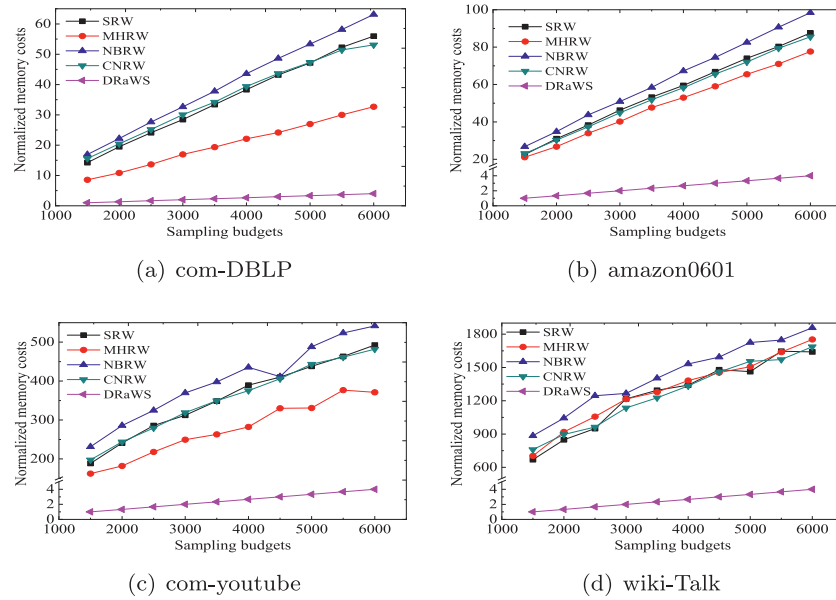 Normalized memory costs
60
50
40
30
20
10
0
SRW
MHRW
NBRW
CNRW
DRaWS
1000 2000 3000 4000 5000 6000
Sampling budgets
(a) com-DBLP
Normalized memory costs
100
80
60
40
20
4
2
0
SRW
MHRW
NBRW
CNRW
DRaWS
1000 2000 3000 4000 5000 6000
Sampling budgets
(b) amazon0601
Normalized memory costs
500
400
300
200
4
2
0
SRW
MHRW
NBRW
CNRW
DRaWS
1000 2000 3000 4000 5000 6000
Sampling budgets
(c) com-youtube
Normalized memory costs
1800
1500
1200
900
600
4
2
0
SRW
MHRW
NBRW
CNRW
DRaWS
1000 2000 3000 4000 5000 6000
Sampling budgets
(d) wiki-Talk